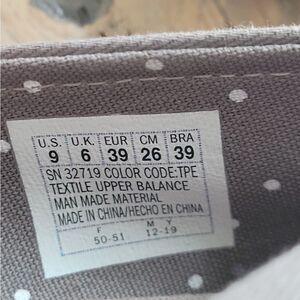 U.S. U.K. EUR CM BRA
9 6 39 26 39
SN 32719 COLOR CODE:TPE
TEXTILE UPPER BALANCE
MAN MADE MATERIAL
MADE IN CHINA/HECHO EN CHINA
F M Y
50-51 12-19